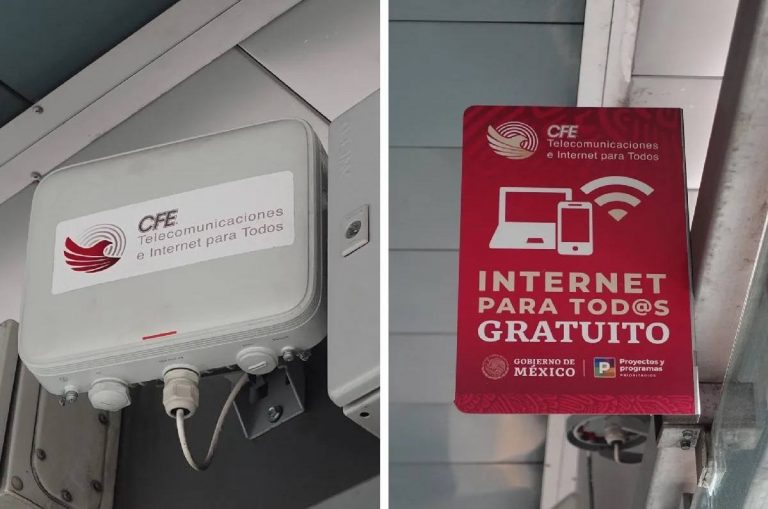 CFE
Telecomunicaciones
e Internet para Todos
CFE
Telecomunicaciones
e Internet para Todos
INTERNET
PARA TOD@S
GRATUITO
GOBIERNO DE
MÉXICO
Proyectos y
programas
PRIORITARIOS